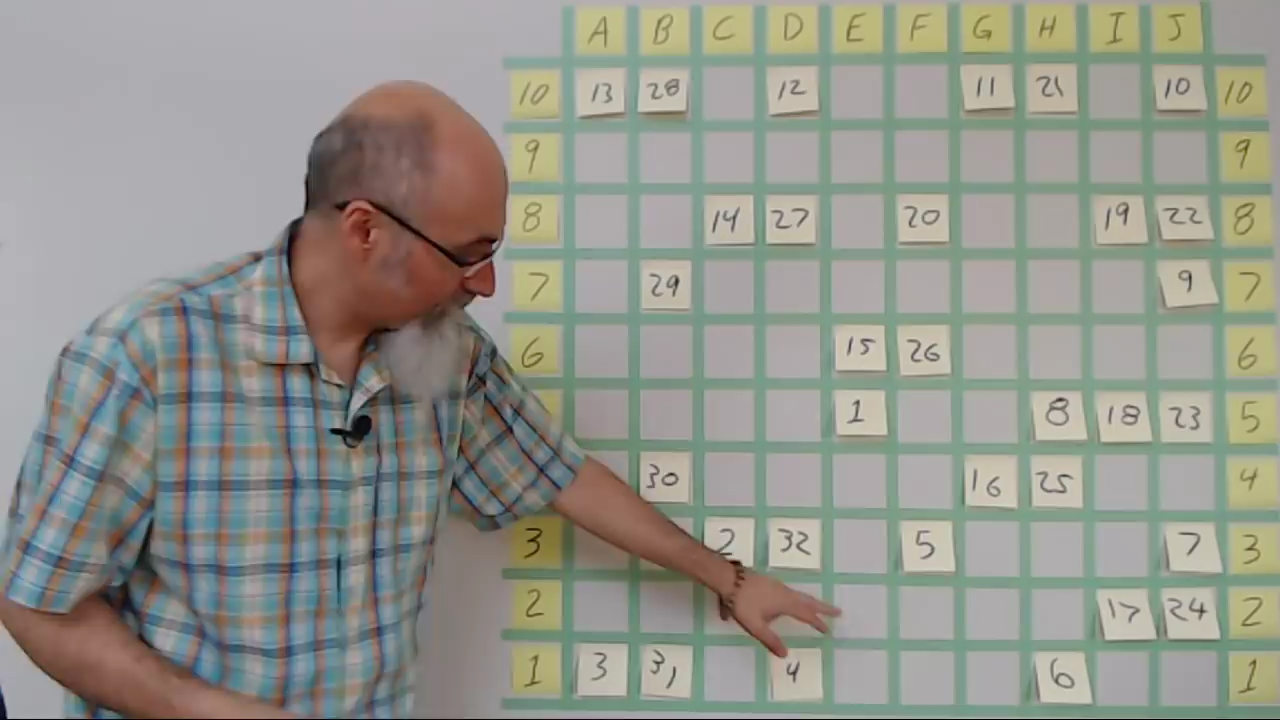 A B C D E F G H I J
10 13 28 12 11 21 10 10
9 9
8 14 27 20 19 22 8
7 29 9 7
6 15 26 6
1 8 18 23 5
4 30 16 25 4
3 2 32 5 7 3
2 17 24 2
1 3 31 4 6 1